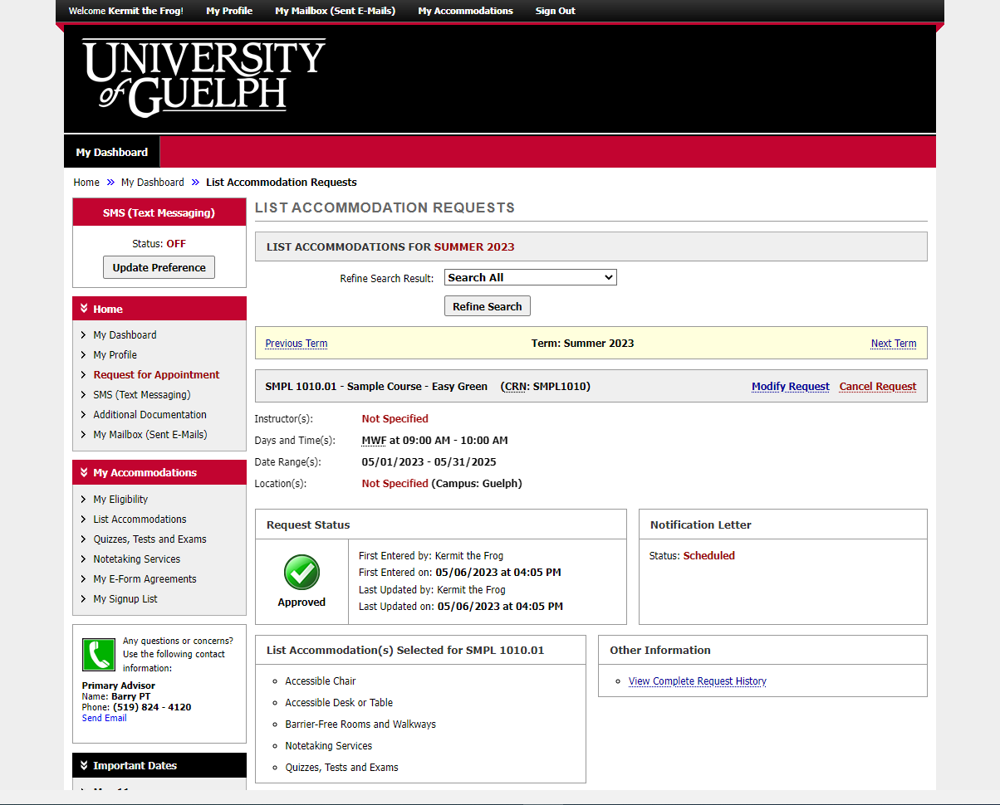 Welcome Kermit the Frog! My Profile My Mailbox (Sent E-Mails) My Accommodations Sign Out
UNIVERSITY
of GUELPH
My Dashboard
Home » My Dashboard » List Accommodation Requests
SMS (Text Messaging)
Status: OFF
Update Preference
Home
My Dashboard
My Profile
Request for Appointment
SMS (Text Messaging)
Additional Documentation
My Mailbox (Sent E-Mails)
My Accommodations
My Eligibility
List Accommodations
Quizzes, Tests and Exams
Notetaking Services
My E-Form Agreements
My Signup List
Any questions or concerns?
Use the following contact
information:
Primary Advisor
Name: Barry PT
Phone: (519) 824 - 4120
Send Email
Important Dates
LIST ACCOMMODATION REQUESTS
LIST ACCOMMODATIONS FOR SUMMER 2023
Refine Search Result: Search All
Refine Search
Previous Term Term: Summer 2023 Next Term
SMPL 1010.01 - Sample Course - Easy Green (CRN: SMPL1010) Modify Request Cancel Request
Instructor(s): Not Specified
Days and Time(s): MWF at 09:00 AM - 10:00 AM
Date Range(s): 05/01/2023 - 05/31/2025
Location(s): Not Specified (Campus: Guelph)
Request Status
Approved
First Entered by: Kermit the Frog
First Entered on: 05/06/2023 at 04:05 PM
Last Updated by: Kermit the Frog
Last Updated on: 05/06/2023 at 04:05 PM
Notification Letter
Status: Scheduled
List Accommodation(s) Selected for SMPL 1010.01
Accessible Chair
Accessible Desk or Table
Barrier-Free Rooms and Walkways
Notetaking Services
Quizzes, Tests and Exams
Other Information
View Complete Request History